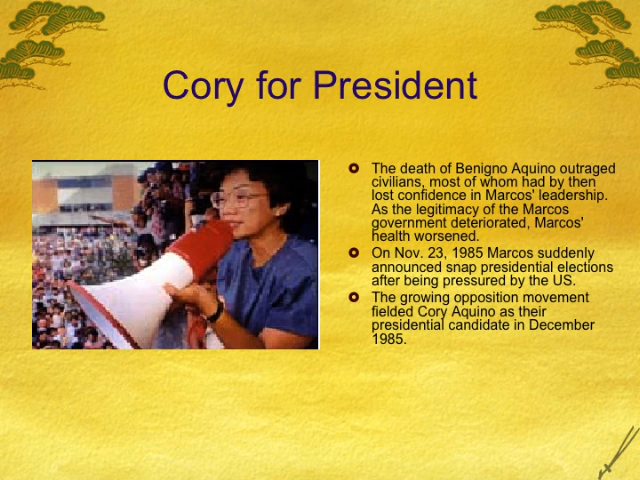 Cory for President
The death of Benigno Aquino outraged
civilians, most of whom had by then
lost confidence in Marcos' leadership.
As the legitimacy of the Marcos
government deteriorated, Marcos'
health worsened.
On Nov. 23, 1985 Marcos suddenly
announced snap presidential elections
after being pressured by the US.
The growing opposition movement
fielded Cory Aquino as their
presidential candidate in December
1985.